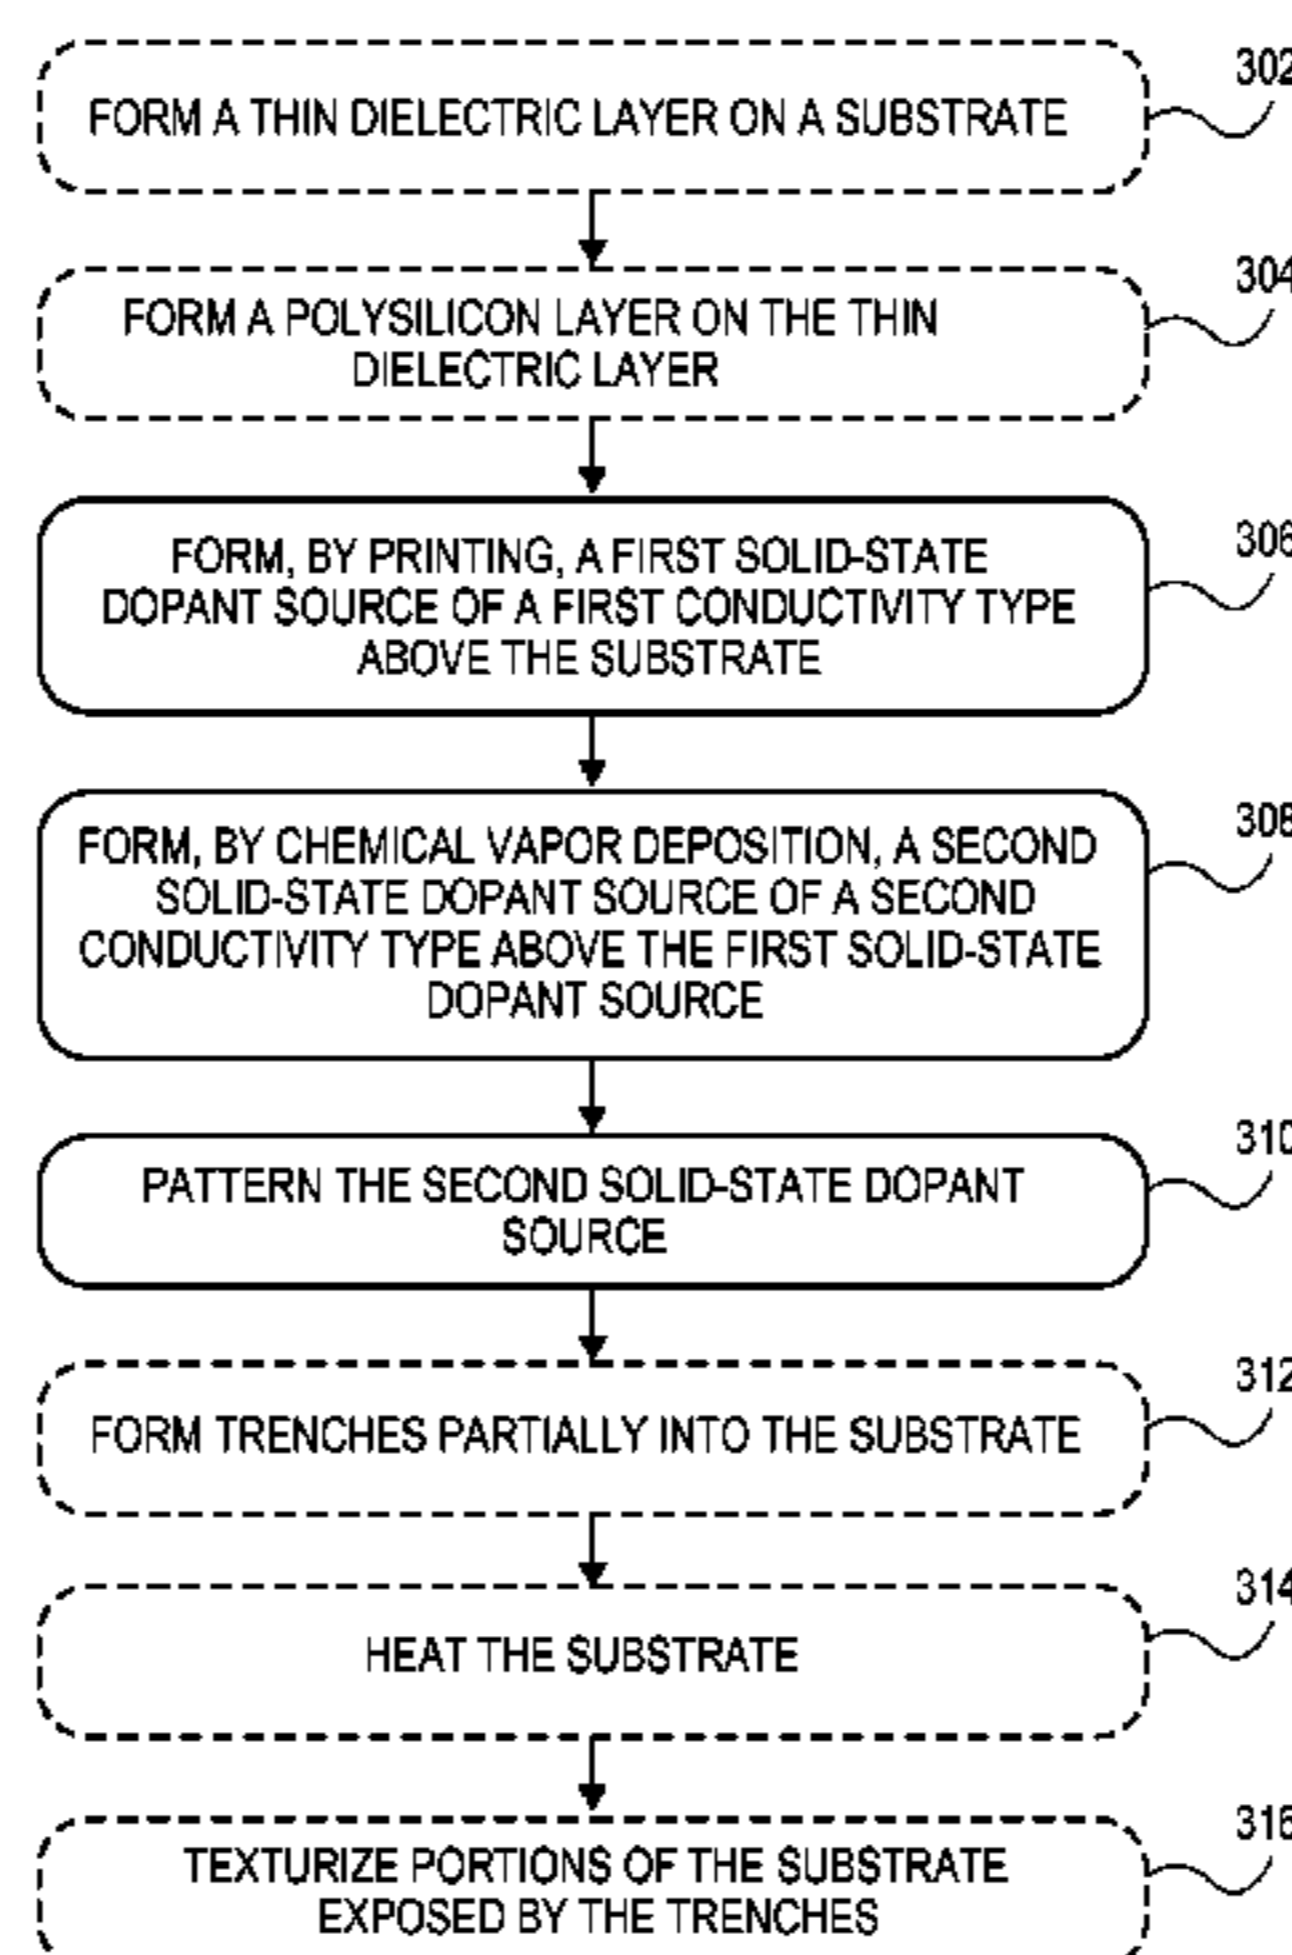 302
FORM A THIN DIELECTRIC LAYER ON A SUBSTRATE
304
FORM A POLYSILICON LAYER ON THE THIN
DIELECTRIC LAYER
306
FORM, BY PRINTING, A FIRST SOLID-STATE
DOPANT SOURCE OF A FIRST CONDUCTIVITY TYPE
ABOVE THE SUBSTRATE
308
FORM, BY CHEMICAL VAPOR DEPOSITION, A SECOND
SOLID-STATE DOPANT SOURCE OF A SECOND
CONDUCTIVITY TYPE ABOVE THE FIRST SOLID-STATE
DOPANT SOURCE
310
PATTERN THE SECOND SOLID-STATE DOPANT
SOURCE
312
FORM TRENCHES PARTIALLY INTO THE SUBSTRATE
314
HEAT THE SUBSTRATE
316
TEXTURIZE PORTIONS OF THE SUBSTRATE
EXPOSED BY THE TRENCHES